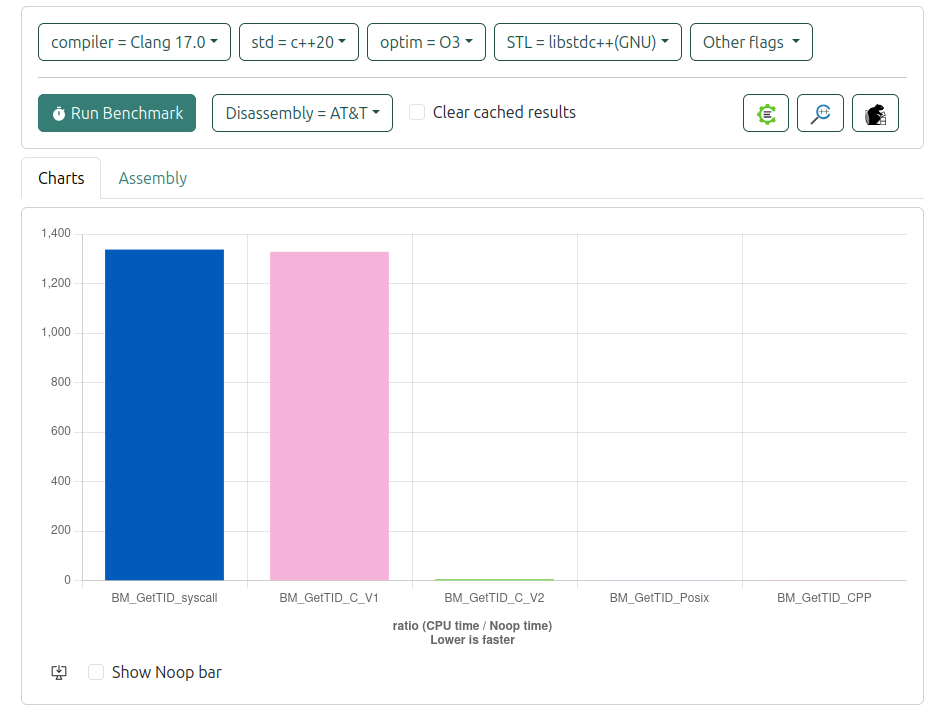 compiler = Clang 17.0 std = c++20 optim = O3 STL = libstdc++(GNU) Other flags
Run Benchmark Disassembly = AT&T Clear cached results
Charts Assembly
1,400
1,200
1,000
800
600
400
200
0
BM_GetTID_syscall BM_GetTID_C_V1 BM_GetTID_C_V2 BM_GetTID_Posix BM_GetTID_CPP
ratio (CPU time / Noop time)
Lower is faster
Show Noop bar